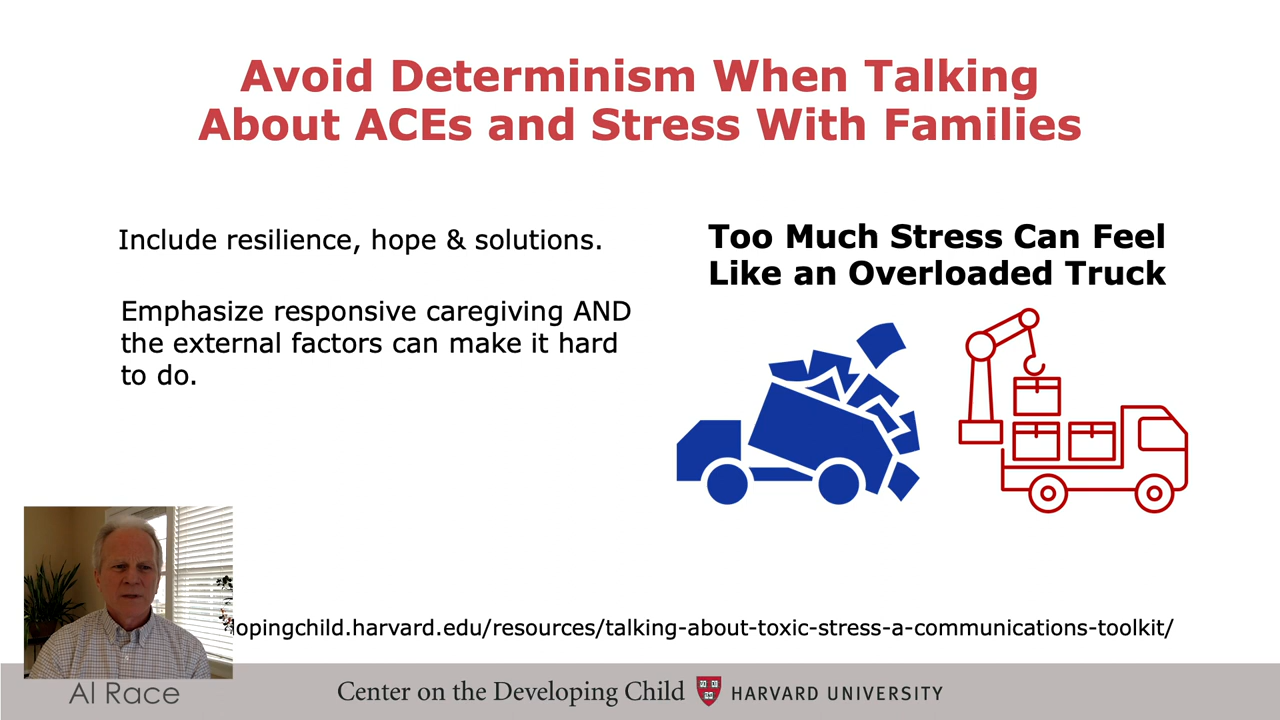 Avoid Determinism When Talking
About ACEs and Stress With Families
Include resilience, hope & solutions.
Emphasize responsive caregiving AND
the external factors can make it hard
to do.
Too Much Stress Can Feel
Like an Overloaded Truck
opingchild.harvard.edu/resources/talking-about-toxic-stress-a-communications-toolkit/
Al Race
Center on the Developing Child HARVARD UNIVERSITY